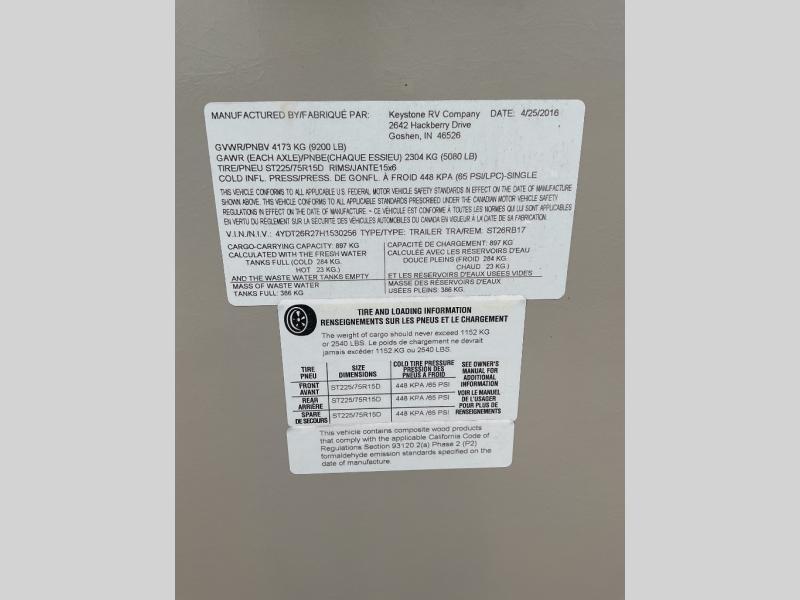 MANUFACTURED BY/FABRIQUÉ PAR: Keystone RV Company DATE: 4/25/2016
2642 Hackberry Drive
Goshen, IN 46526
GVWR/PNBV 4173 KG (9200 LB)
GAWR (EACH AXLE)/PNBE(CHAQUE ESSIEU) 2304 KG (5080 LB)
TIRE/PNEU ST225/75R15D RIMS/JANTE15x6
COLD INFL. PRESS/PRESS. DE GONFL. À FROID 448 KPA (65 PSI/LPC)-SINGLE
THIS VEHICLE CONFORMS TO ALL APPLICABLE U.S. FEDERAL MOTOR VEHICLE SAFETY STANDARDS IN EFFECT ON THE DATE OF MANUFACTURE
SHOWN ABOVE. THIS VEHICLE CONFORMS TO ALL APPLICABLE STANDARDS PRESCRIBED UNDER THE CANADIAN MOTOR VEHICLE SAFETY
REGULATIONS IN EFFECT ON THE DATE OF MANUFACTURE - CE VÉHICULE EST CONFORME À TOUTES LES NORMES QUI LUI SONT APPLICABLES
EN VERTU DU RÈGLEMENT SUR LA SÉCURITÉ DES VÉHICULES AUTOMOBILES DU CANADA EN VIGUEUR À LA DATE DE SA FABRICATION.
V.I.N./N.I.V.: 4YDT26R27H1530256 TYPE/TYPE: TRAILER TRA/REM: ST26RB17
CARGO-CARRYING CAPACITY: 897 KG
CALCULATED WITH THE FRESH WATER
TANKS FULL (COLD 284 KG.
HOT 23 KG.)
AND THE WASTE WATER TANKS EMPTY
MASS OF WASTE WATER
TANKS FULL: 386 KG
CAPACITÉ DE CHARGEMENT: 897 KG
CALCULÉE AVEC LES RÉSERVOIRS D'EAU
DOUCE PLEINS (FROID 284 KG.
CHAUD 23 KG.)
ET LES RÉSERVOIRS D'EAUX USÉES VIDES
MASSE DES RÉSERVOIRS D'EAUX
USÉES PLEINS: 386 KG
TIRE AND LOADING INFORMATION
RENSEIGNEMENTS SUR LES PNEUS ET LE CHARGEMENT
The weight of cargo should never exceed 1152 KG
or 2540 LBS. Le poids de chargement ne devrait
jamais excéder 1152 KG ou 2540 LBS.
TIRE
PNEU
SIZE
DIMENSIONS
COLD TIRE PRESSURE
PRESSION DES
PNEUS À FROID
FRONT
AVANT
ST225/75R15D
448 KPA /65 PSI
REAR
ARRIÈRE
ST225/75R15D
448 KPA /65 PSI
SPARE
DE SECOURS
ST225/75R15D
448 KPA /65 PSI
SEE OWNER'S
MANUAL FOR
ADDITIONAL
INFORMATION
VOIR LE MANUEL
DE L'USAGER
POUR PLUS DE
RENSEIGNEMENTS
This vehicle contains composite wood products
that comply with the applicable California Code of
Regulations Section 93120.2(a) Phase 2 (P2)
formaldehyde emission standards specified on the
date of manufacture.